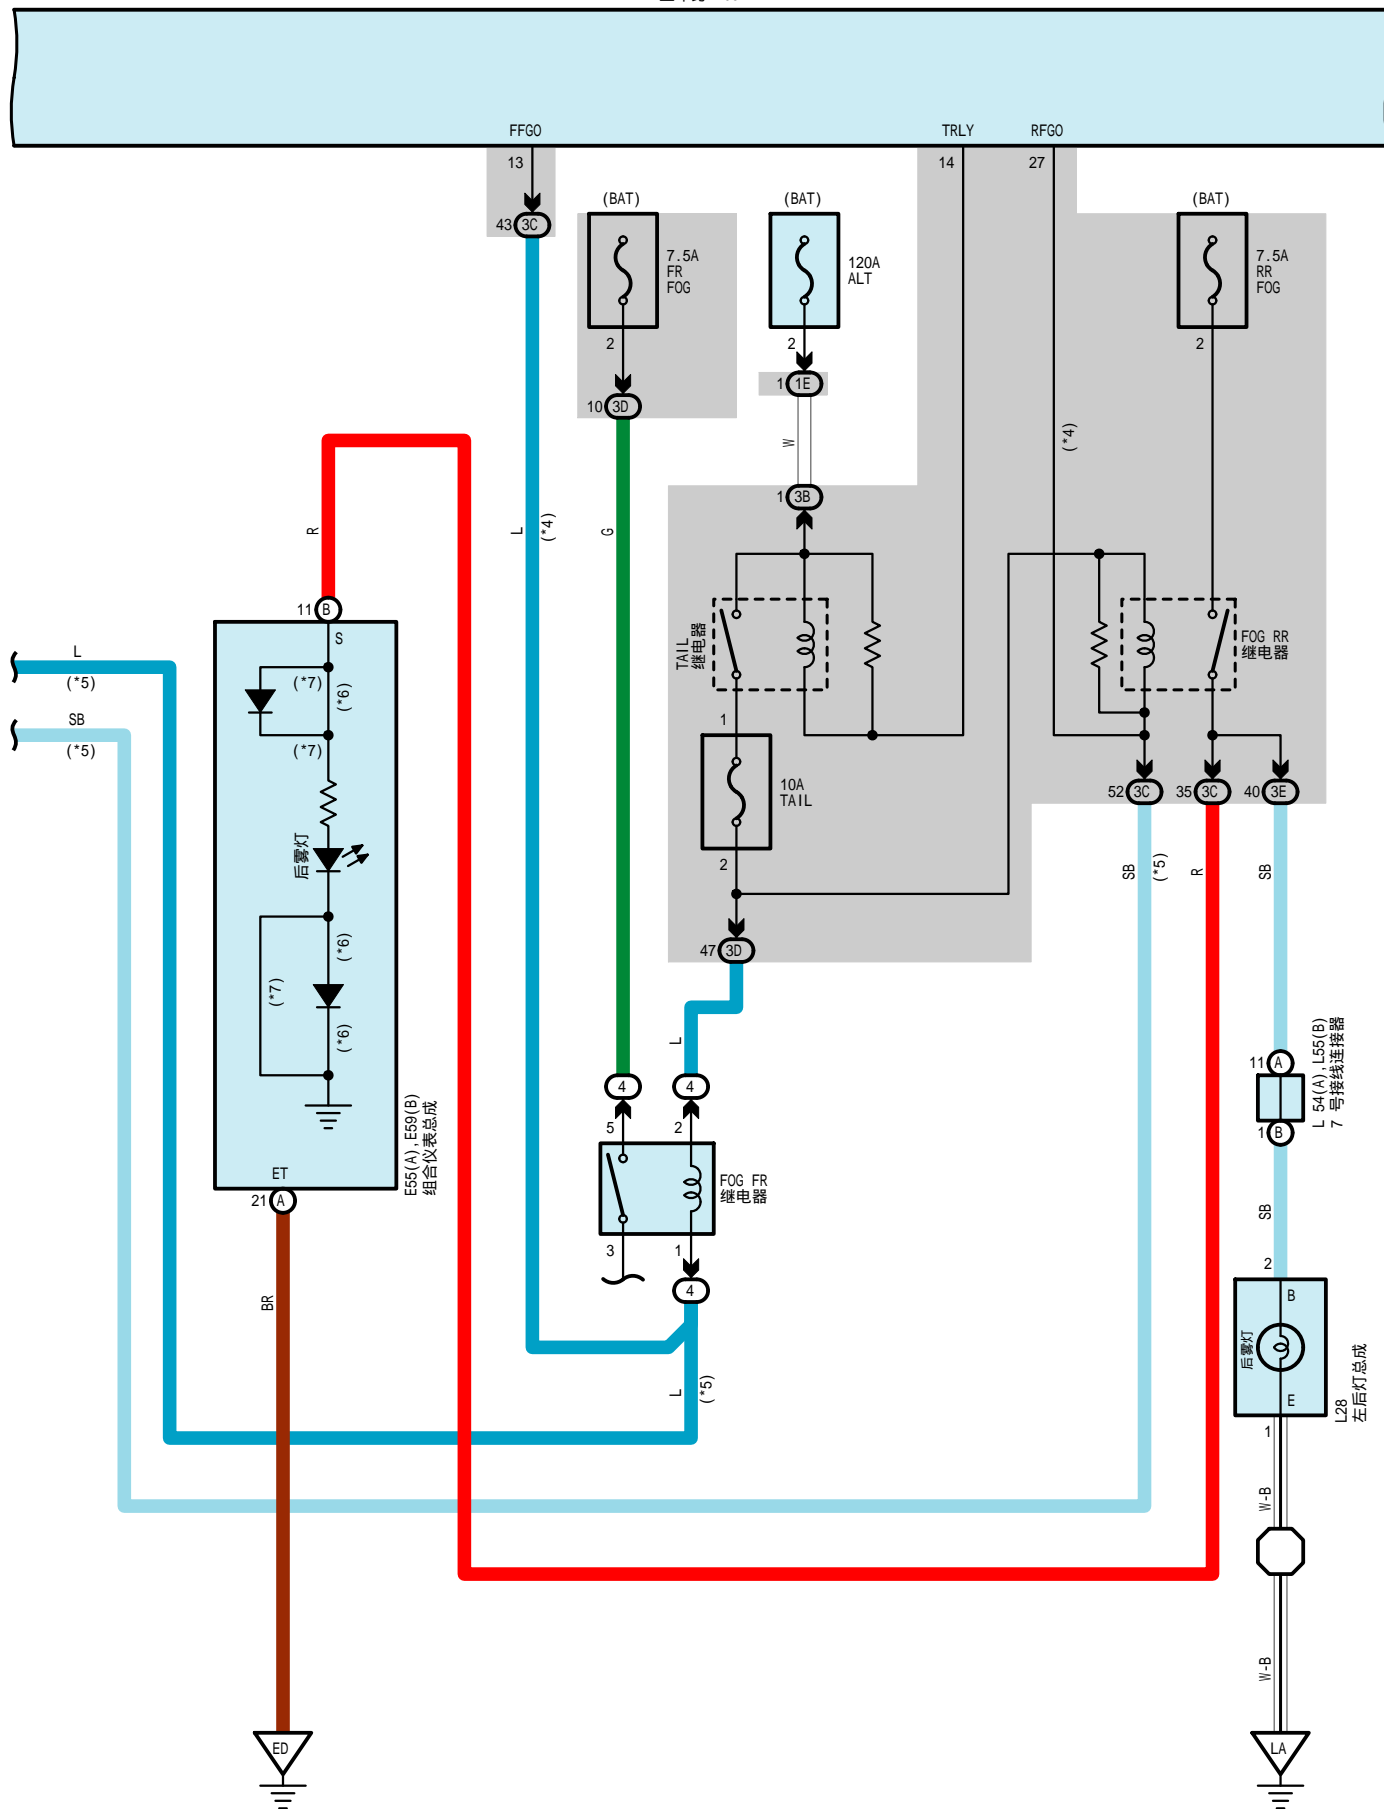 FFGO
TRLY
RFGO
13
14
27
43
3C
(BAT)
7.5A
FR
FOG
2
10
3D
(BAT)
120A
ALT
2
1
1E
W
1
3B
(BAT)
7.5A
RR
FOG
2
(*4)
R
L
(*4)
G
TAIL
继电器
1
10A
TAIL
2
47
3D
FOG RR
继电器
52
3C
35
3C
40
3E
SB
(*5)
R
SB
L
(*5)
SB
(*5)
11
B
S
(*7)
(*6)
(*7)
后雾灯
(*6)
(*7)
(*6)
ET
E55(A),E59(B)
组合仪表总成
21
A
BR
ED
L
4
4
5
2
FOG FR
继电器
3
1
4
L
(*5)
11
A
1
B
L 54(A),L55(B)
7 号接线连接器
SB
2
B
后雾灯
E
L28
左后灯总成
1
W-B
W-B
LA